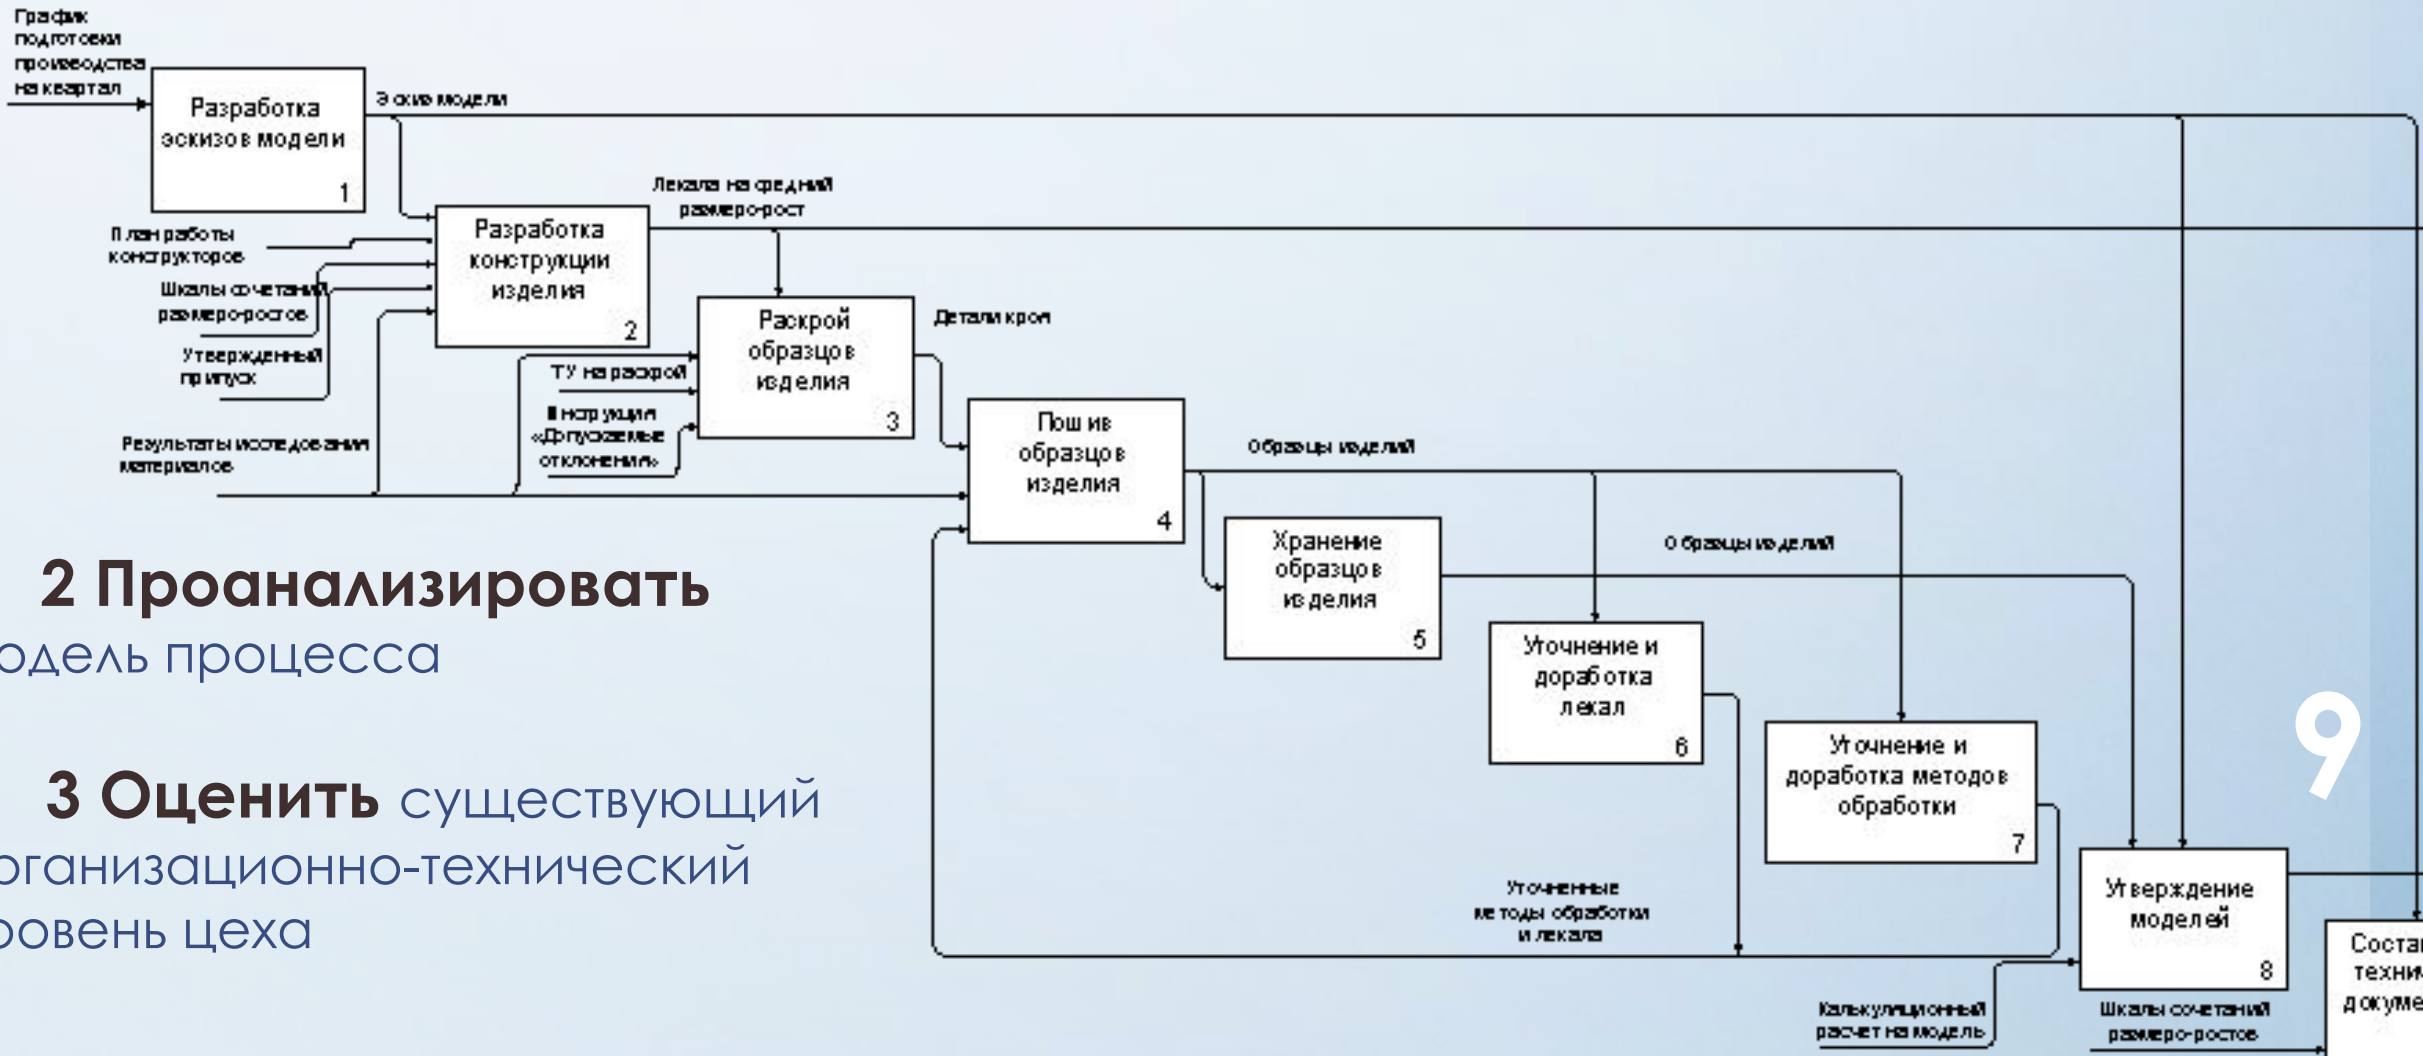 График
подготовки
производства
на квартал
Разработка
эскизов модели
1
Эскиз модели
Лекала на средний
размеро-рост
План работы
конструкторов
Разработка
конструкции
изделия
2
Шкалы сочетаний
размеро-ростов
Утвержденный
припуск
Раскрой
образцов
изделия
3
Детали кроя
ТУ на раскрой
Инструкция
«Допускаемые
отклонения»
Результаты исследования
материалов
Пошив
образцов
изделия
4
Образцы изделий
Хранение
образцов
изделия
5
Образцы изделий
2 Проанализировать
одель процесса
Уточнение и
доработка
лекал
6
Уточнение и
доработка методов
обработки
7
9
3 Оценить существующий
организационно-технический
ровень цеха
Уточненные
методы обработки
и лекала
Утверждение
моделей
8
Калькуляционный
расчет на модель
Шкалы сочетаний
размеро-ростов
Соста
технич
докуме